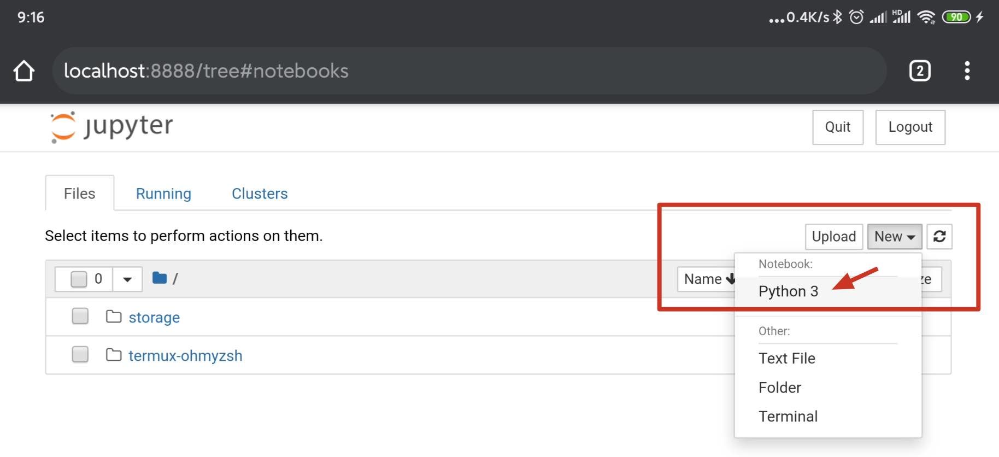 9:16
...0.4K/s HD 90
localhost:8888/tree#notebooks
2
jupyter
Quit Logout
Files Running Clusters
Select items to perform actions on them.
Upload New
0 /
Name ze
Notebook:
Python 3
storage
Other:
termux-ohmyzsh
Text File
Folder
Terminal